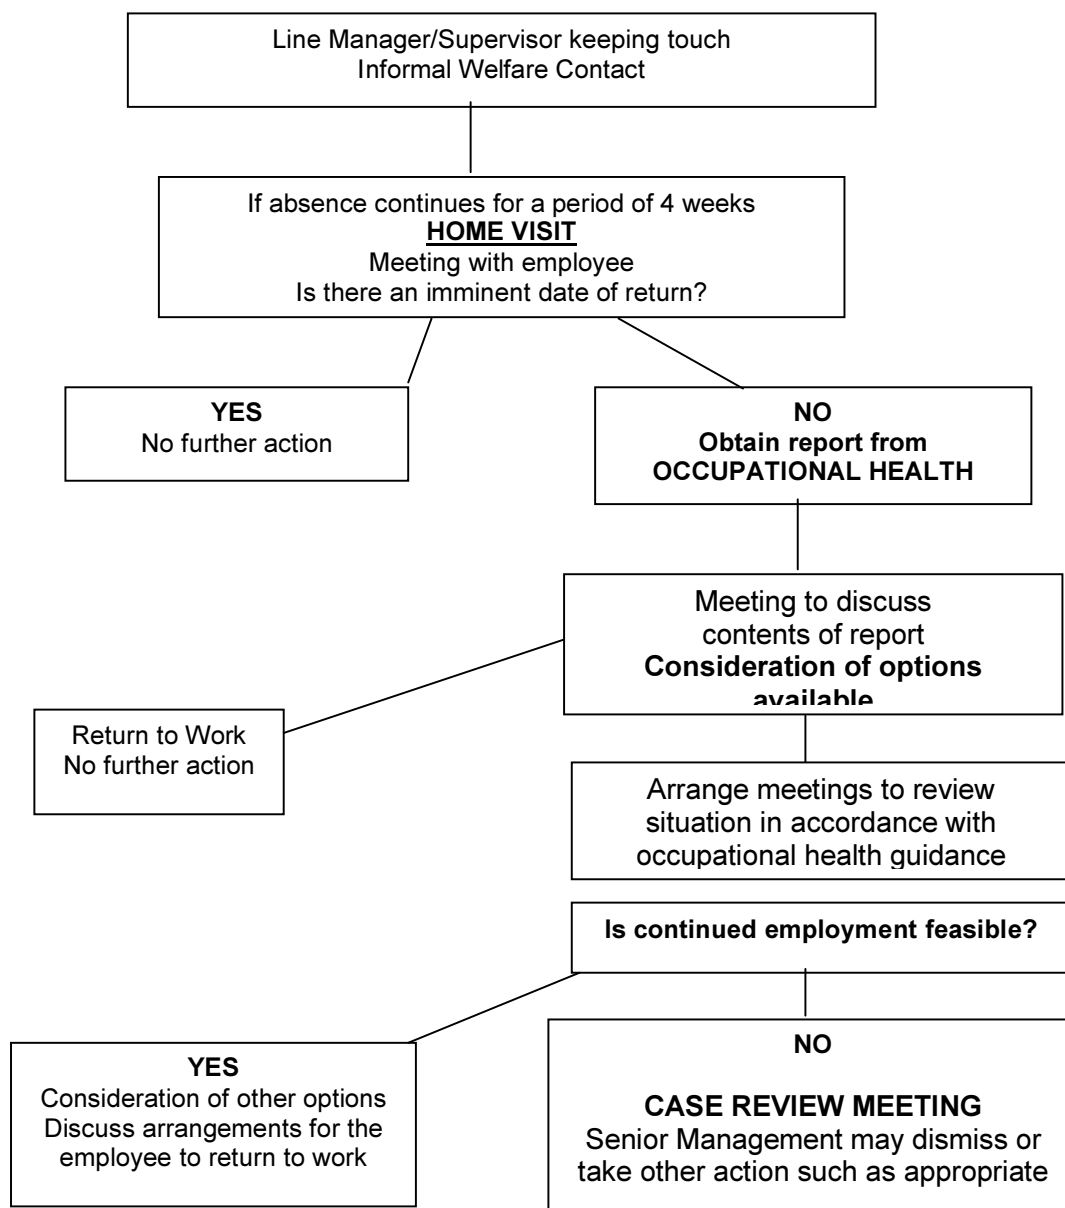 Line Manager/Supervisor keeping touch
Informal Welfare Contact
If absence continues for a period of 4 weeks
HOME VISIT
Meeting with employee
Is there an imminent date of return?
YES
No further action
NO
Obtain report from
OCCUPATIONAL HEALTH
Meeting to discuss
contents of report
Consideration of options
available
Return to Work
No further action
Arrange meetings to review
situation in accordance with
occupational health guidance
Is continued employment feasible?
YES
Consideration of other options
Discuss arrangements for the
employee to return to work
NO
CASE REVIEW MEETING
Senior Management may dismiss or
take other action such as appropriate